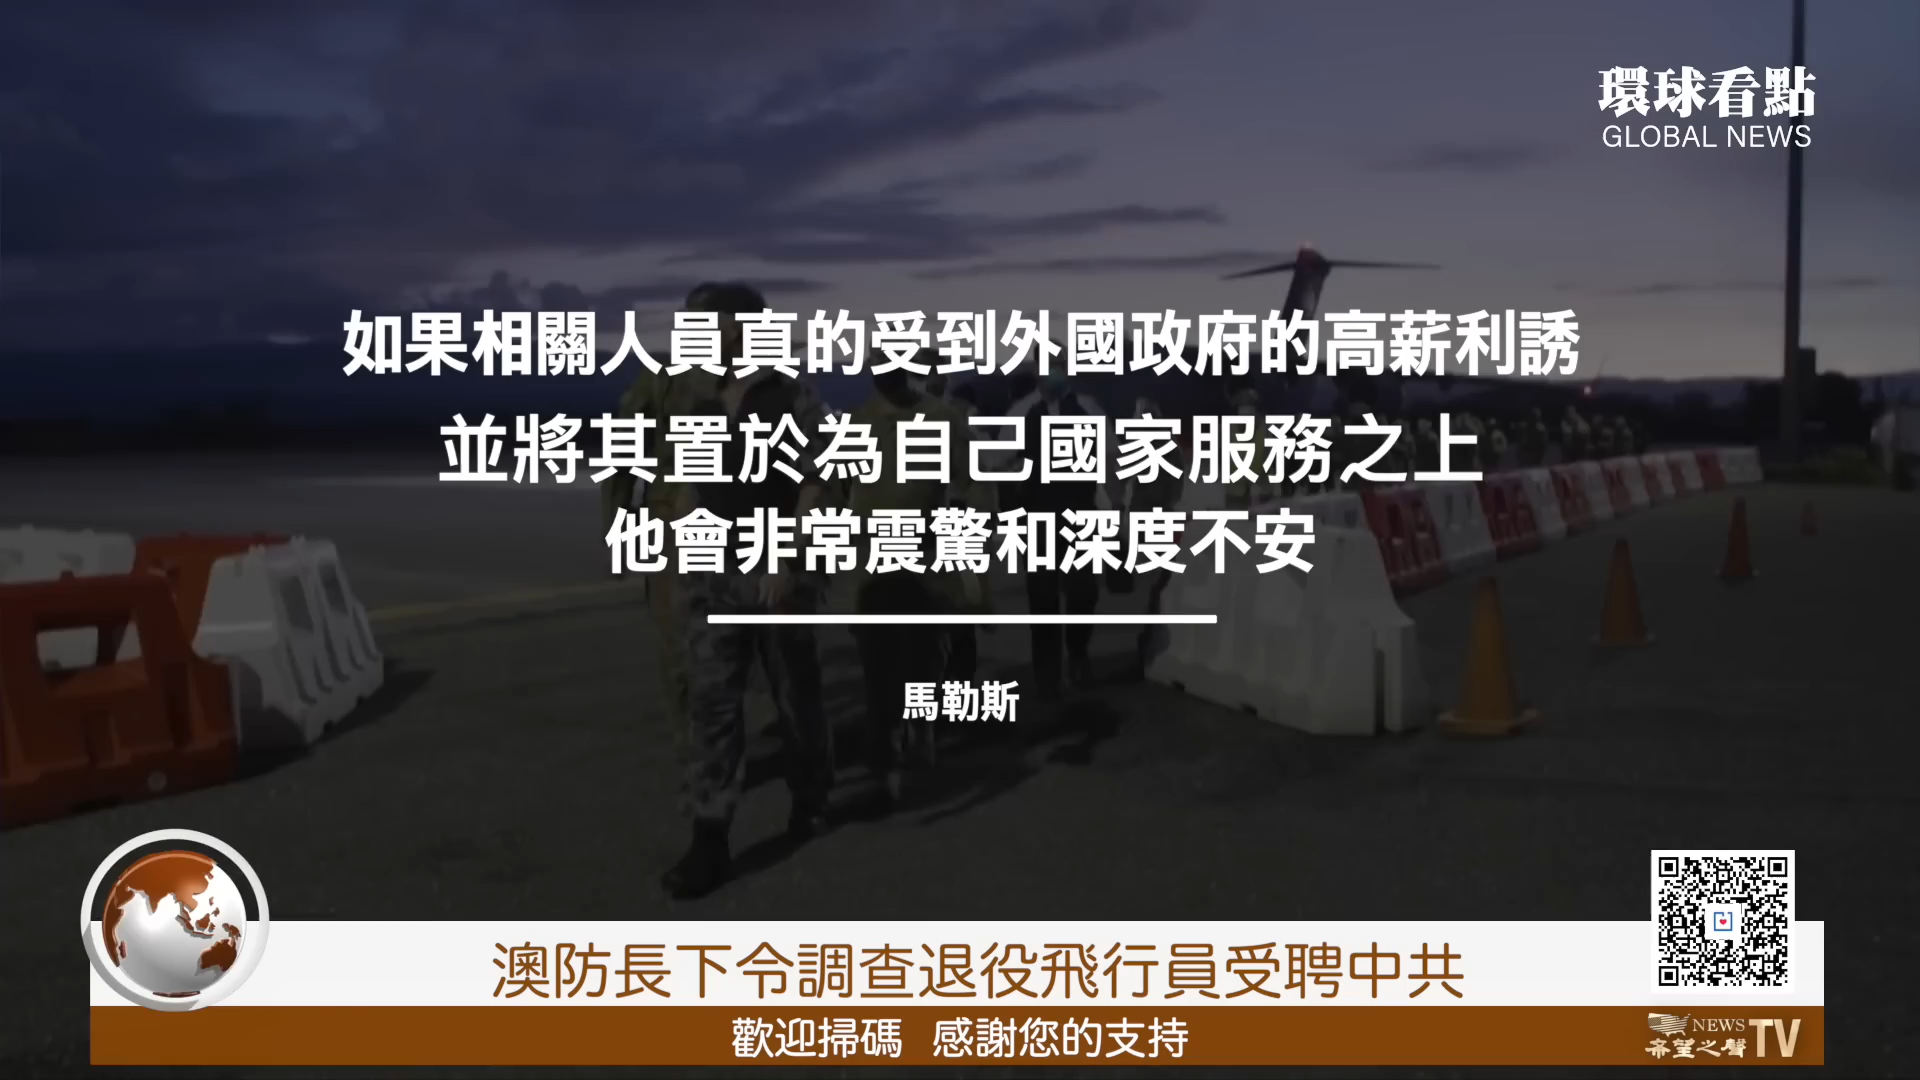 環球看點
GLOBAL NEWS
如果相關人員真的受到外國政府的高薪利誘
並將其置於為自己國家服務之上
他會非常震驚和深度不安
馬勒斯
澳防長下令調查退役飛行員受聘中共
歡迎掃碼 感謝您的支持
NEWS
希望之聲TV